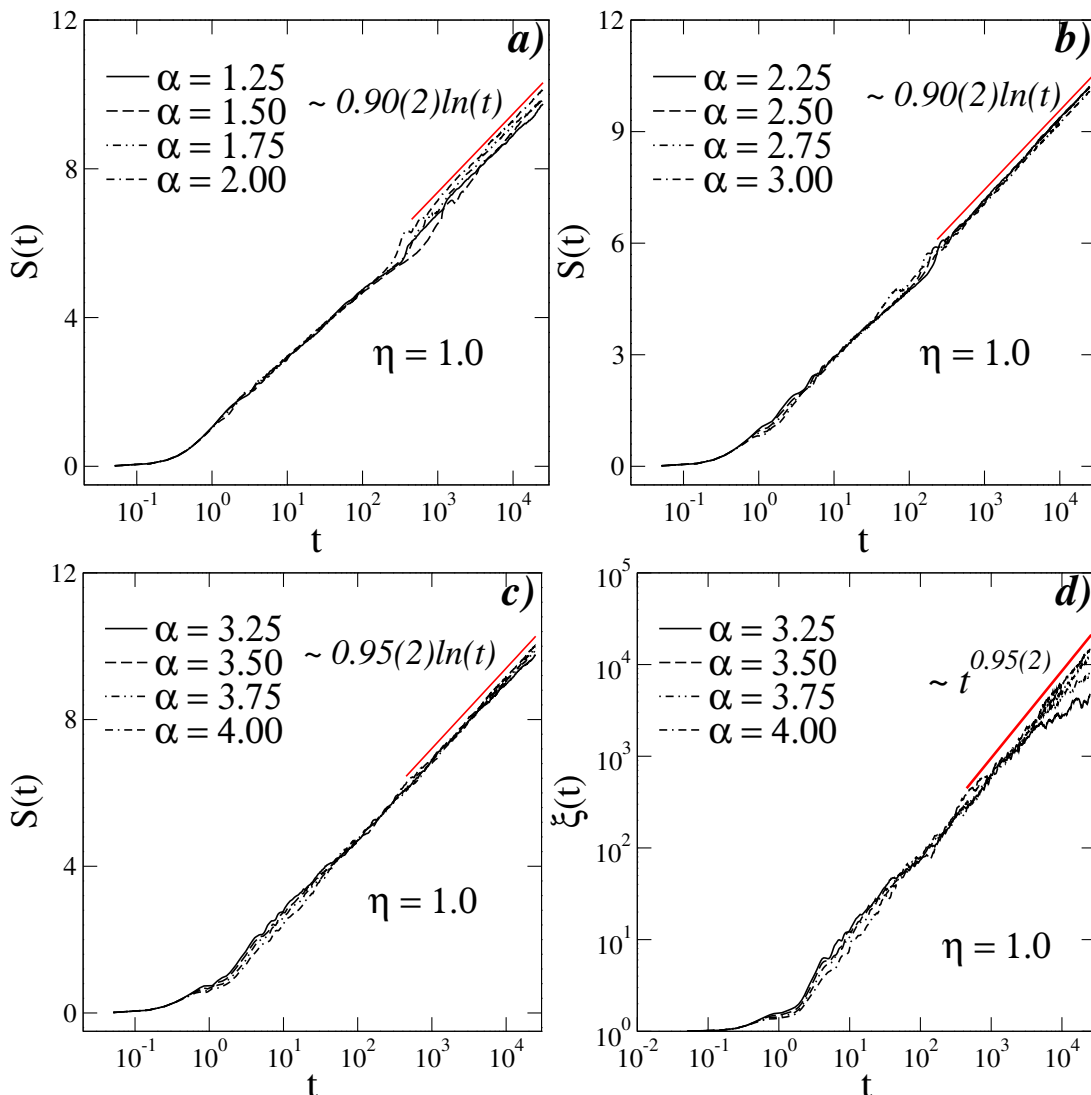 a)
12
8
4
0
S(t)
α = 1.25
α = 1.50
α = 1.75
α = 2.00
~ 0.90(2)ln(t)
η = 1.0
10^-1 10^0 10^1 10^2 10^3 10^4
t
b)
12
9
6
3
0
S(t)
α = 2.25
α = 2.50
α = 2.75
α = 3.00
~ 0.90(2)ln(t)
η = 1.0
10^-1 10^0 10^1 10^2 10^3 10^4
t
c)
12
8
4
0
S(t)
α = 3.25
α = 3.50
α = 3.75
α = 4.00
~ 0.95(2)ln(t)
η = 1.0
10^-1 10^0 10^1 10^2 10^3 10^4
t
d)
10^5
10^4
10^3
10^2
10^1
10^0
ξ(t)
α = 3.25
α = 3.50
α = 3.75
α = 4.00
~ t^0.95(2)
η = 1.0
10^-2 10^-1 10^0 10^1 10^2 10^3 10^4
t